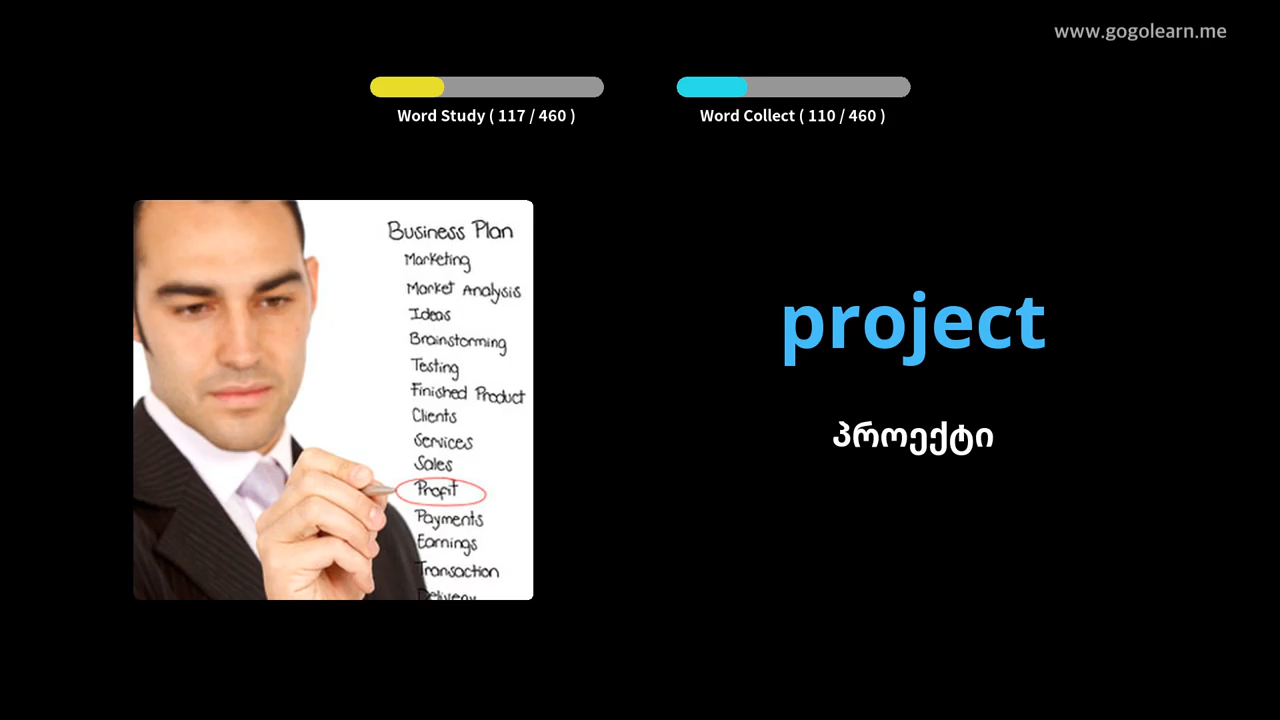 www.gogolearn.me
Word Study ( 117 / 460 )
Word Collect ( 110 / 460 )
Business Plan
Marketing
Market Analysis
Ideas
Brainstorming
Testing
Finished Product
Clients
Services
Sales
Profit
Payments
Earnings
Transaction
Delivery
project
პროექტი